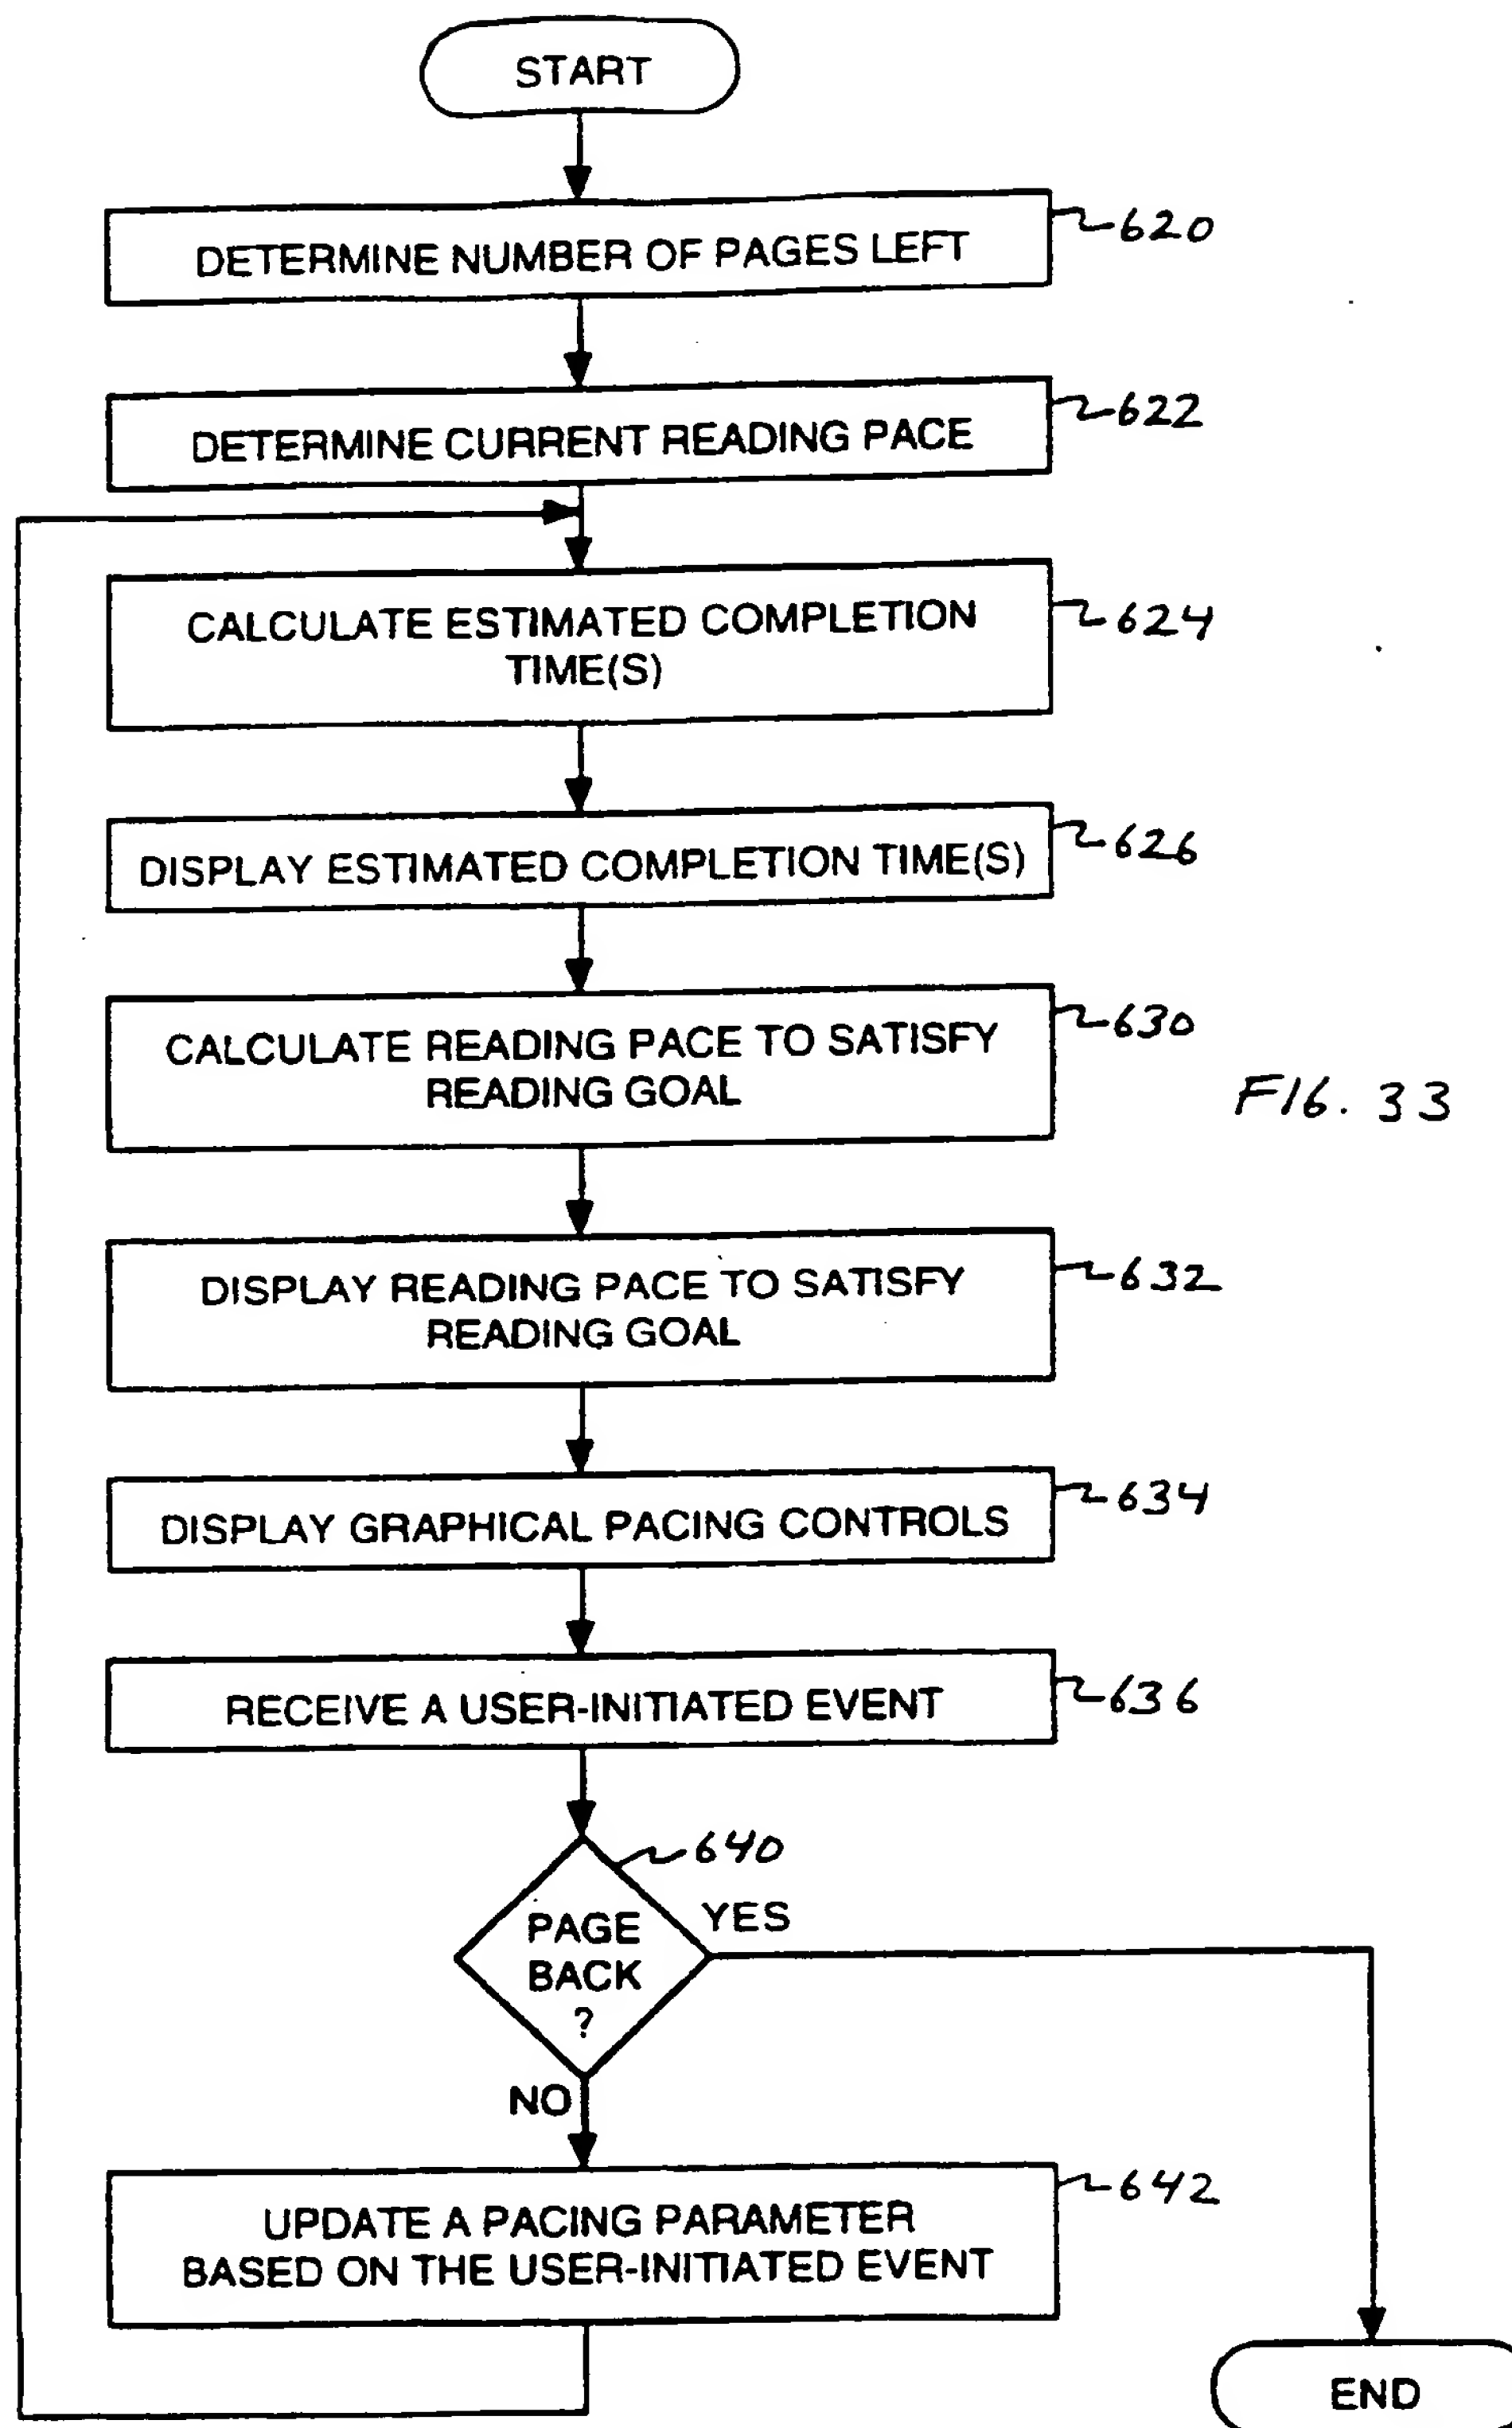 START
DETERMINE NUMBER OF PAGES LEFT
620
DETERMINE CURRENT READING PACE
622
CALCULATE ESTIMATED COMPLETION
TIME(S)
624
DISPLAY ESTIMATED COMPLETION TIME(S)
626
CALCULATE READING PACE TO SATISFY
READING GOAL
630
FIG. 33
DISPLAY READING PACE TO SATISFY
READING GOAL
632
DISPLAY GRAPHICAL PACING CONTROLS
634
RECEIVE A USER-INITIATED EVENT
636
640
PAGE
BACK
?
YES
NO
UPDATE A PACING PARAMETER
BASED ON THE USER-INITIATED EVENT
642
END